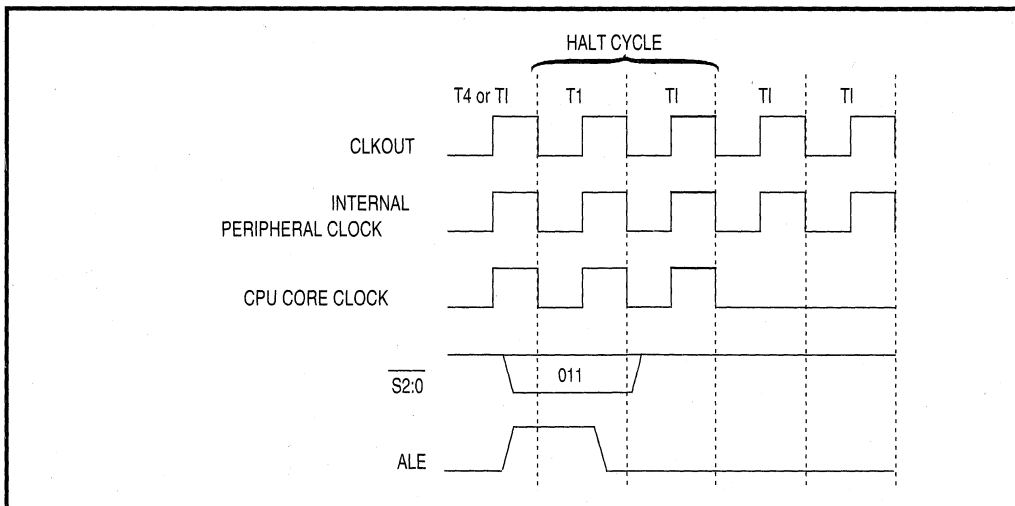 HALT CYCLE
T4 or TI T1 TI TI TI
CLKOUT
INTERNAL
PERIPHERAL CLOCK
CPU CORE CLOCK
S2:0
011
ALE